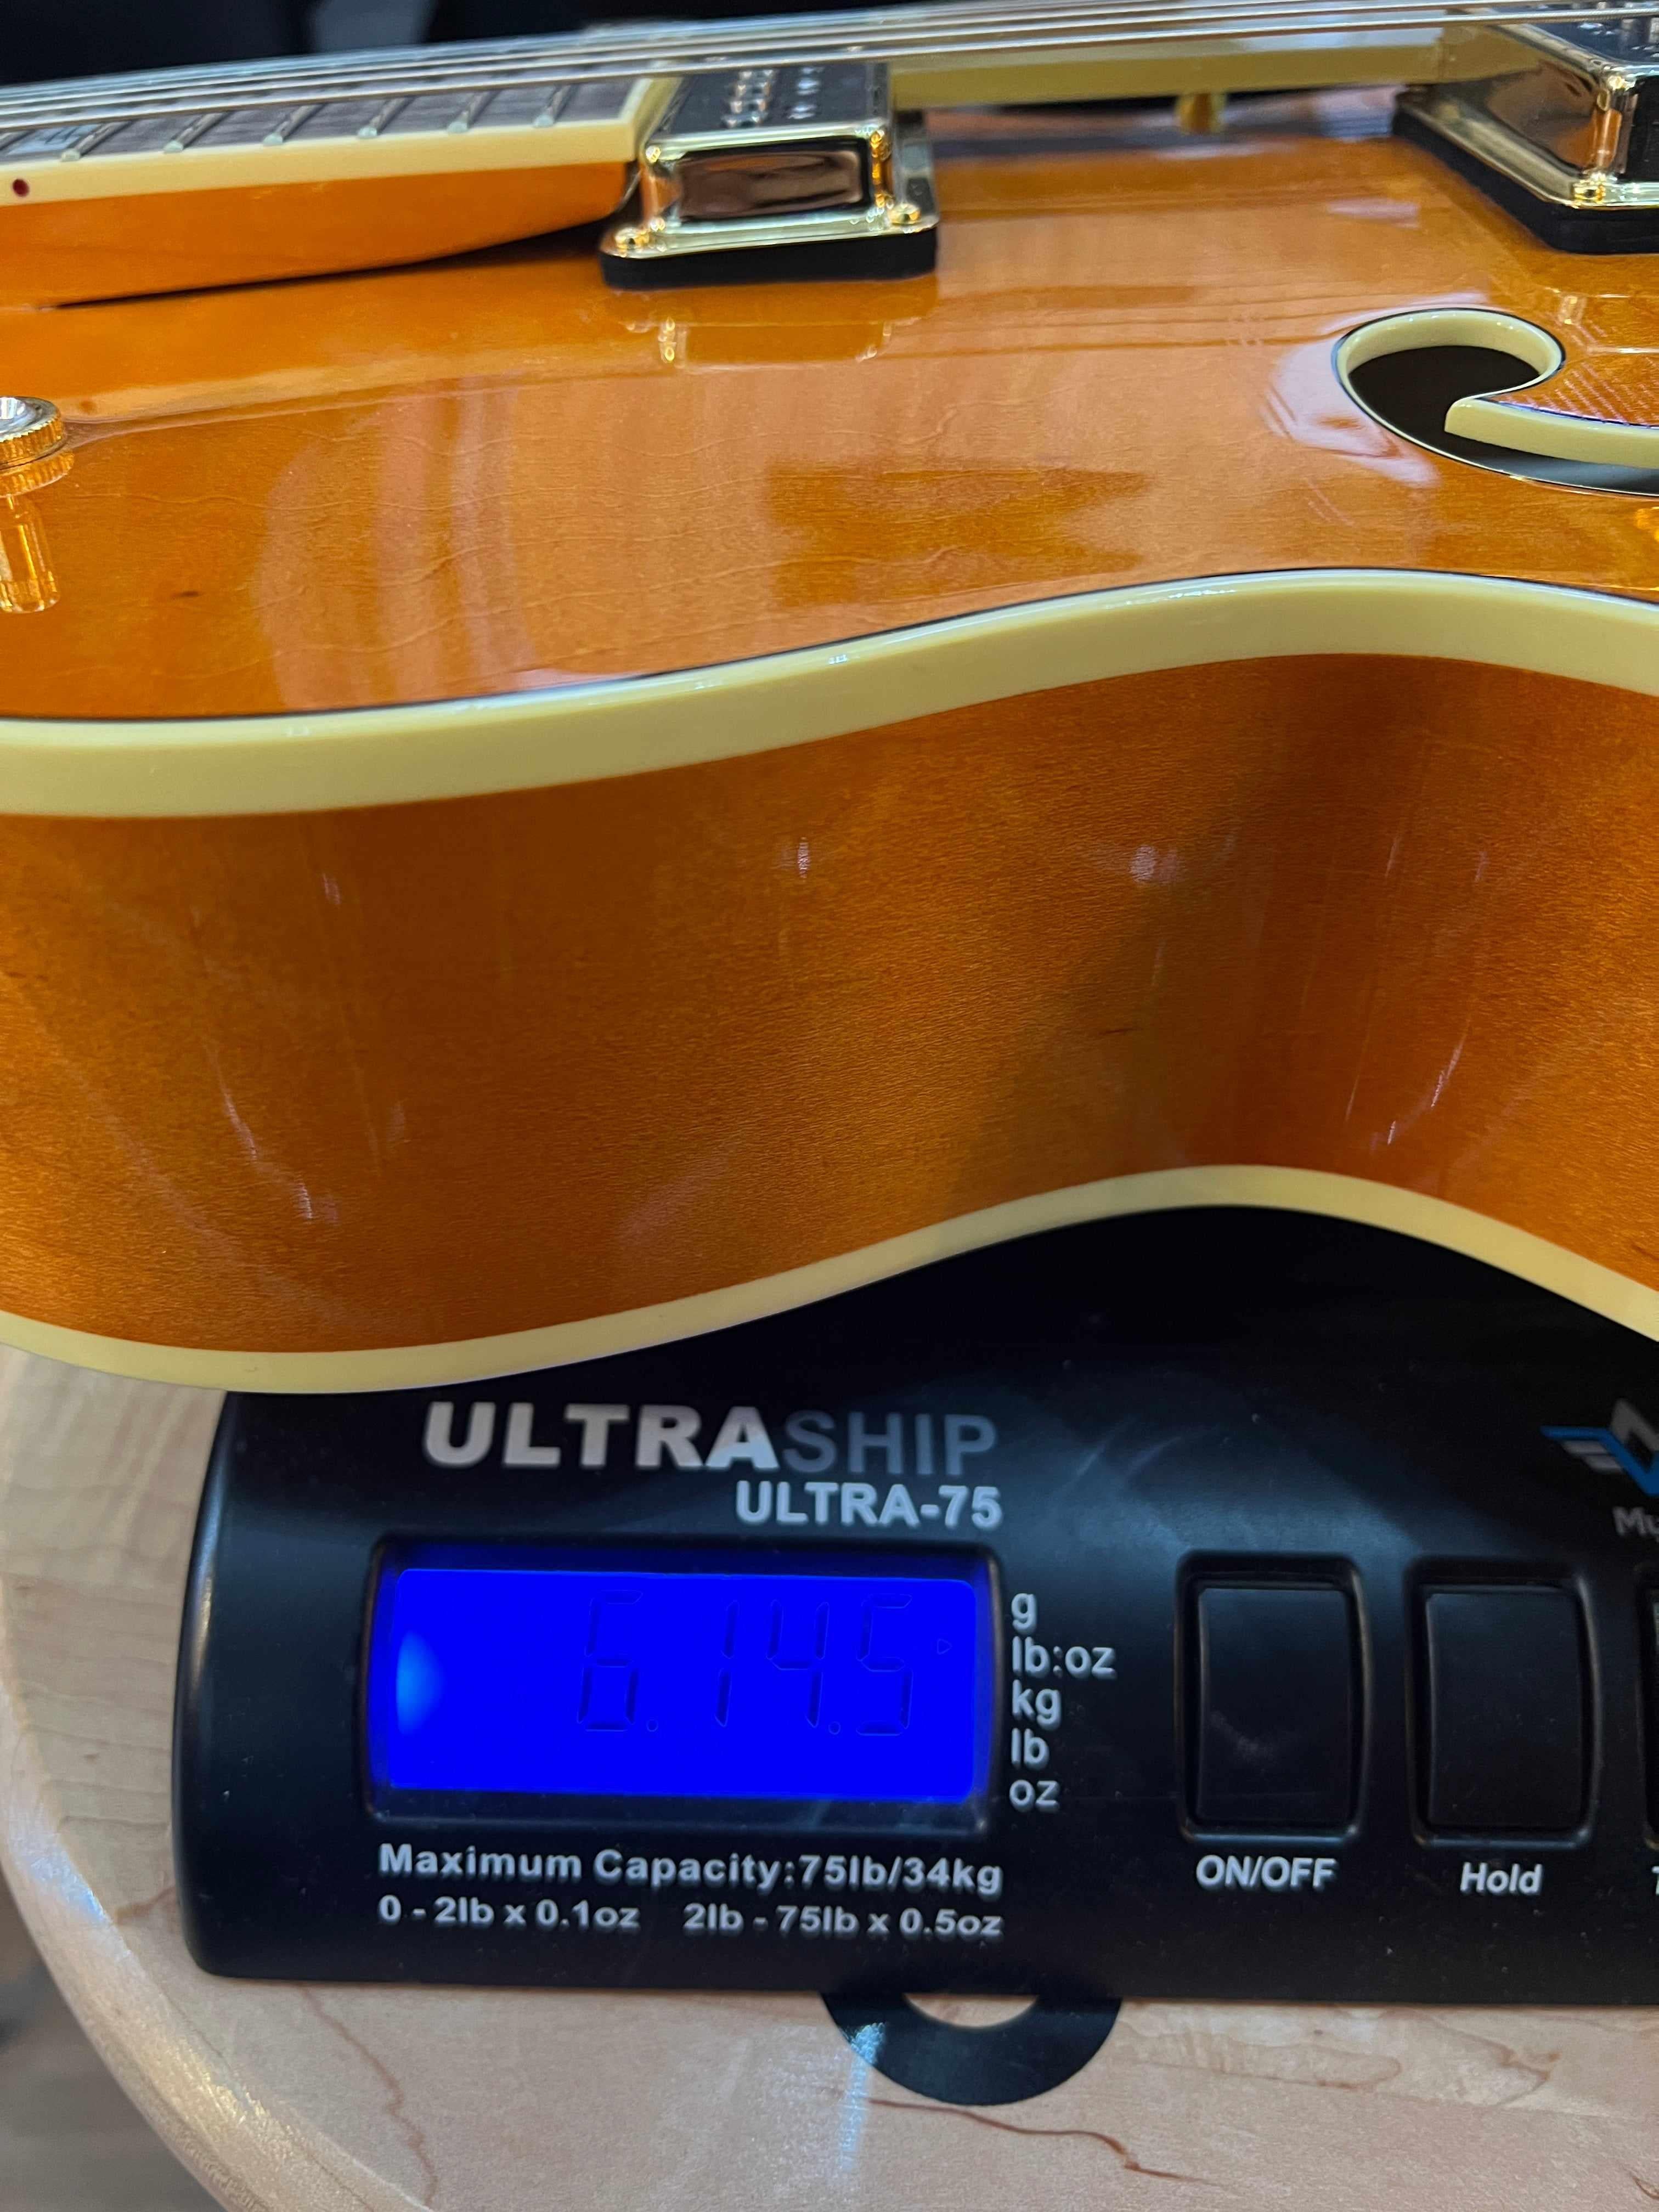 ULTRASHIP
ULTRA-75
6.14.5
g
lb:oz
kg
lb
oz
Maximum Capacity:75lb/34kg
0 - 2lb x 0.1oz 2lb - 75lb x 0.5oz
ON/OFF
Hold